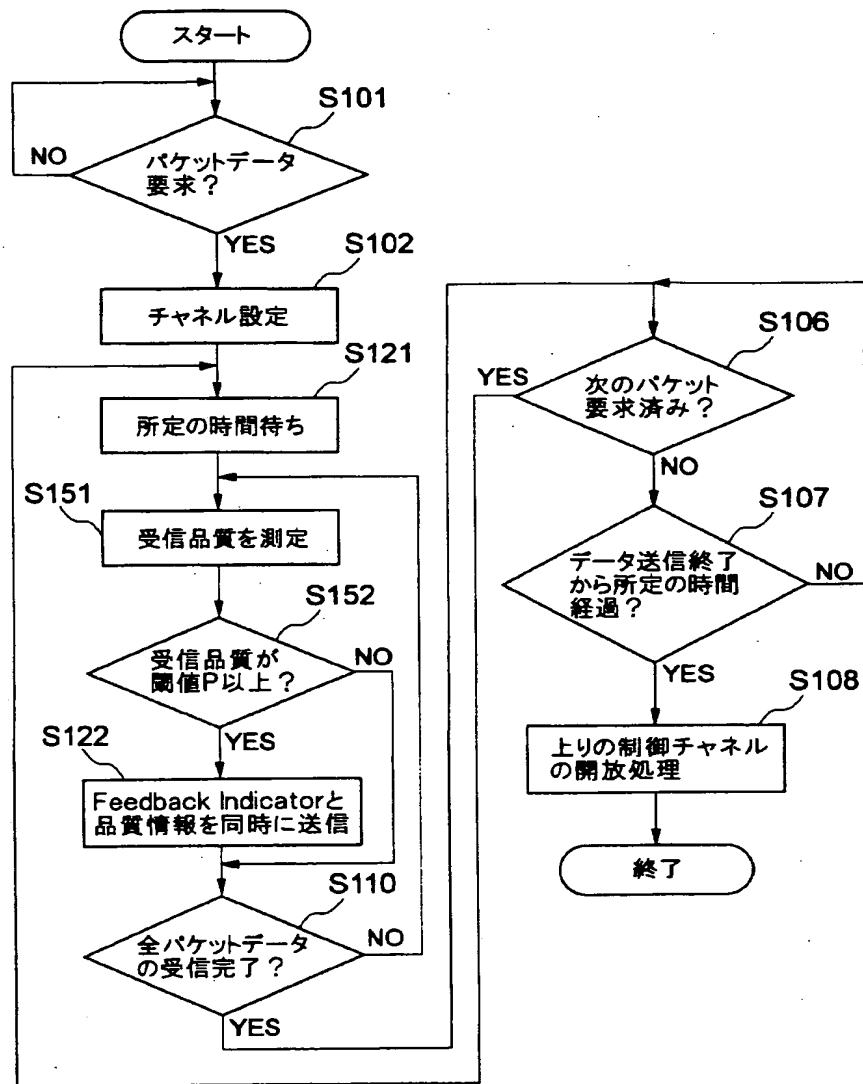 スタート
S101
NO
パケットデータ
要求？
YES
S102
チャネル設定
S121
所定の時間待ち
S151
受信品質を測定
S152
受信品質が
閾値P以上？
NO
YES
S122
Feedback Indicatorと
品質情報を同時に送信
S110
全パケットデータ
の受信完了？
NO
YES
S106
YES
次のパケット
要求済み？
NO
S107
データ送信終了
から所定の時間
経過？
NO
YES
S108
上りの制御チャネル
の開放処理
終了